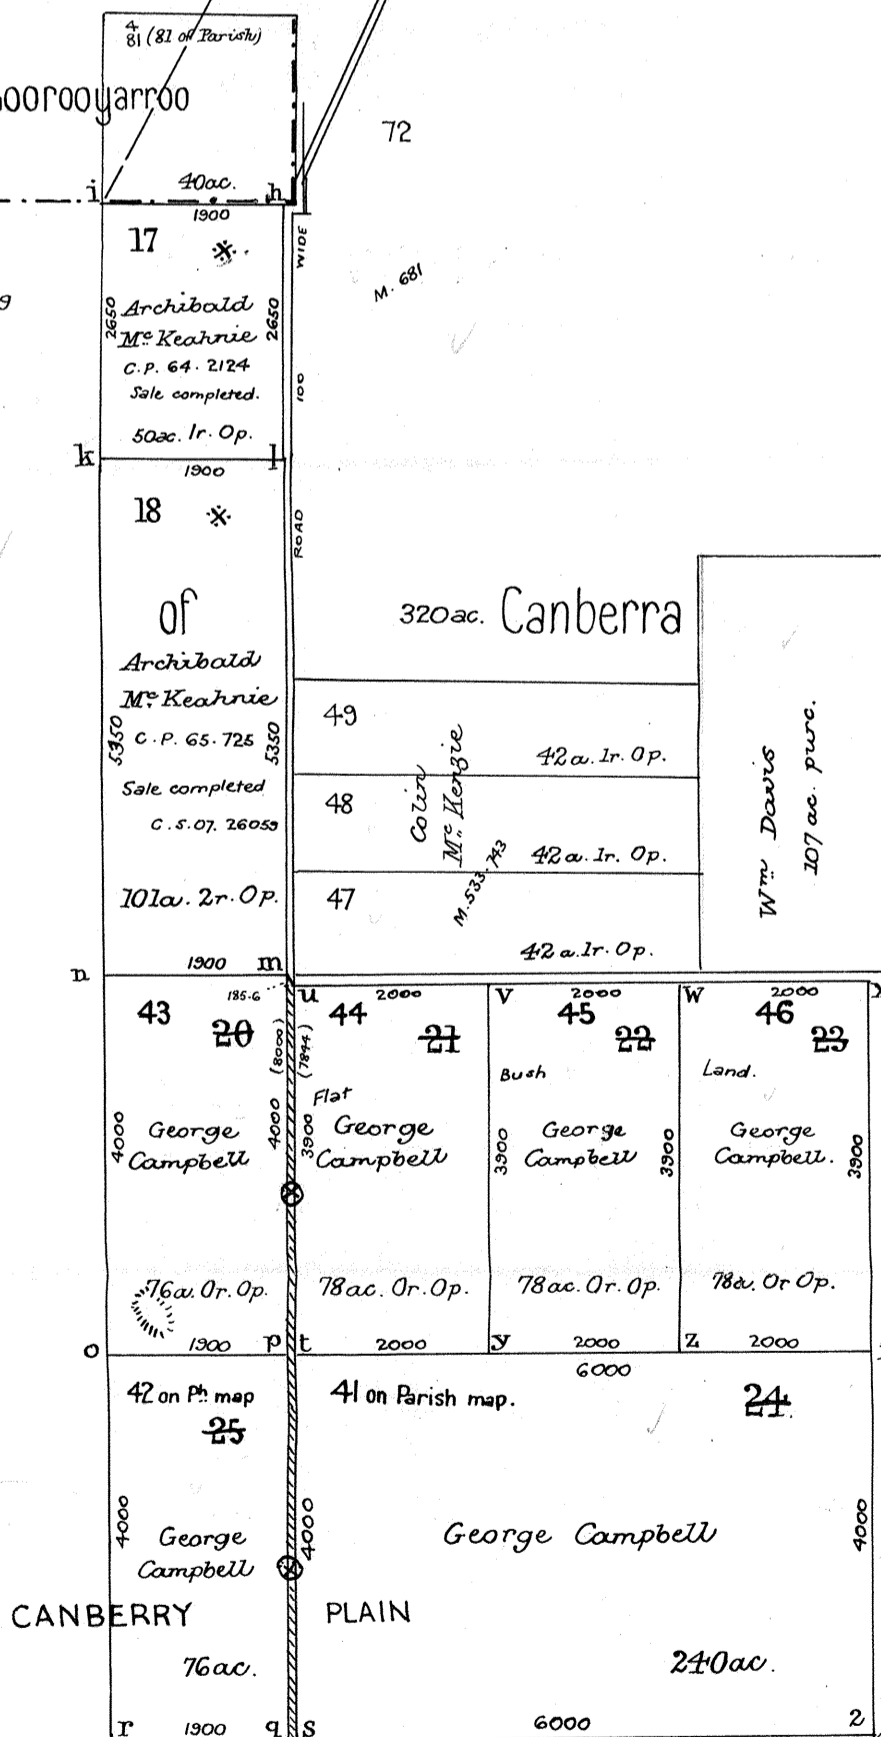 4
81 (81 of Parish)
oorooyarroo
72
i
40ac.
h
1900
17
WIDE
M. 681
9
2650
Archibald
McKeahnie
2650
C.P. 64. 2124
Sale completed.
100
50ac. 1r. 0p.
k
l
1900
18
ROAD
of
320ac. Canberra
Archibald
McKeahnie
5350
C.P. 65.725
5350
Sale completed
C.S.07. 26059
101a. 2r. 0p.
49
42a. 1r. 0p.
48
Colin
McKenzie
42a. 1r. 0p.
M.533.743
47
42a.1r. 0p.
Wm Davis
107 ac. purc.
n
1900
m
185.6
u
2000
v
2000
w
2000
43
20
44
21
45
22
46
23
(8000)
(7844)
Flat
Bush
Land.
4000
George
Campbell
4000
3900
George
Campbell
3900
George
Campbell
3900
George
Campbell.
3900
76a. 0r. 0p.
78ac. 0r. 0p.
78ac. 0r. 0p.
78a. 0r 0p.
o
1900
p
t
2000
y
2000
z
2000
6000
42 on Ph. map
25
41 on Parish map.
24
4000
George
Campbell
4000
George Campbell
4000
CANBERRY PLAIN
76ac.
240ac.
r
1900
q
s
6000
2